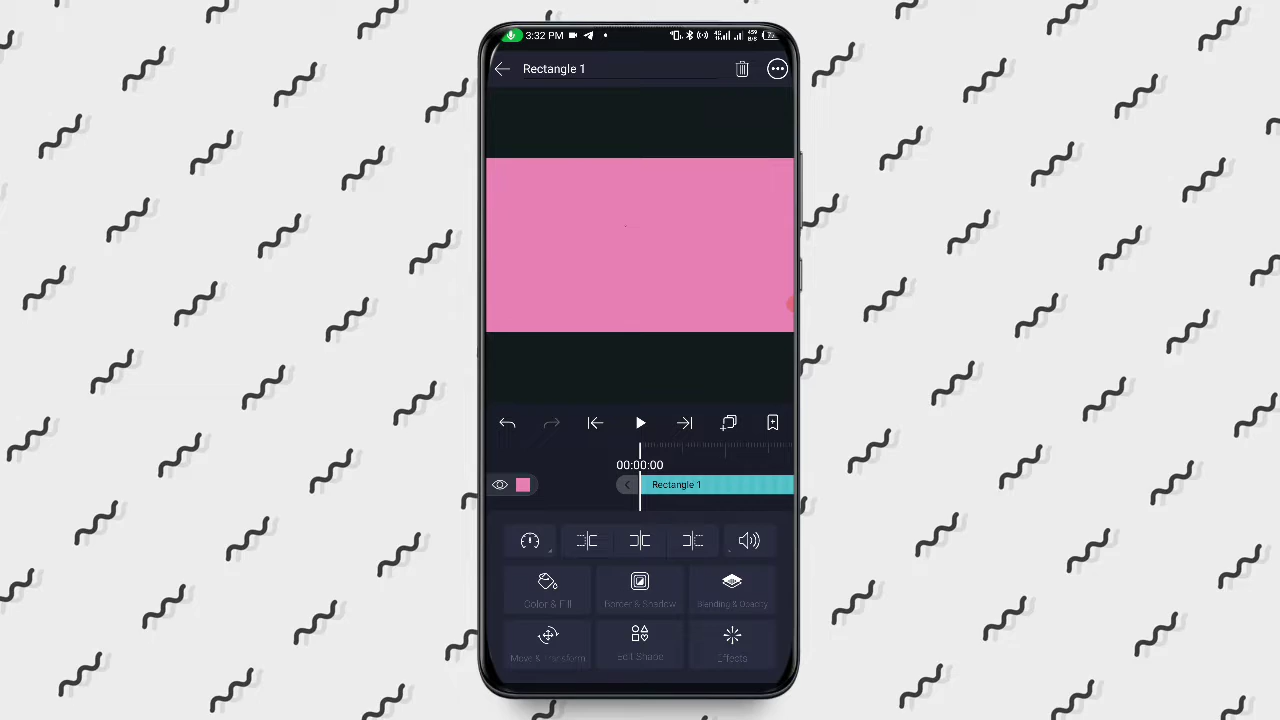 3:32 PM
Rectangle 1
00:00:00
Rectangle 1
Color & Fill
Border & Shadow
Blending & Opacity
Move & Transform
Edit Shape
Effects